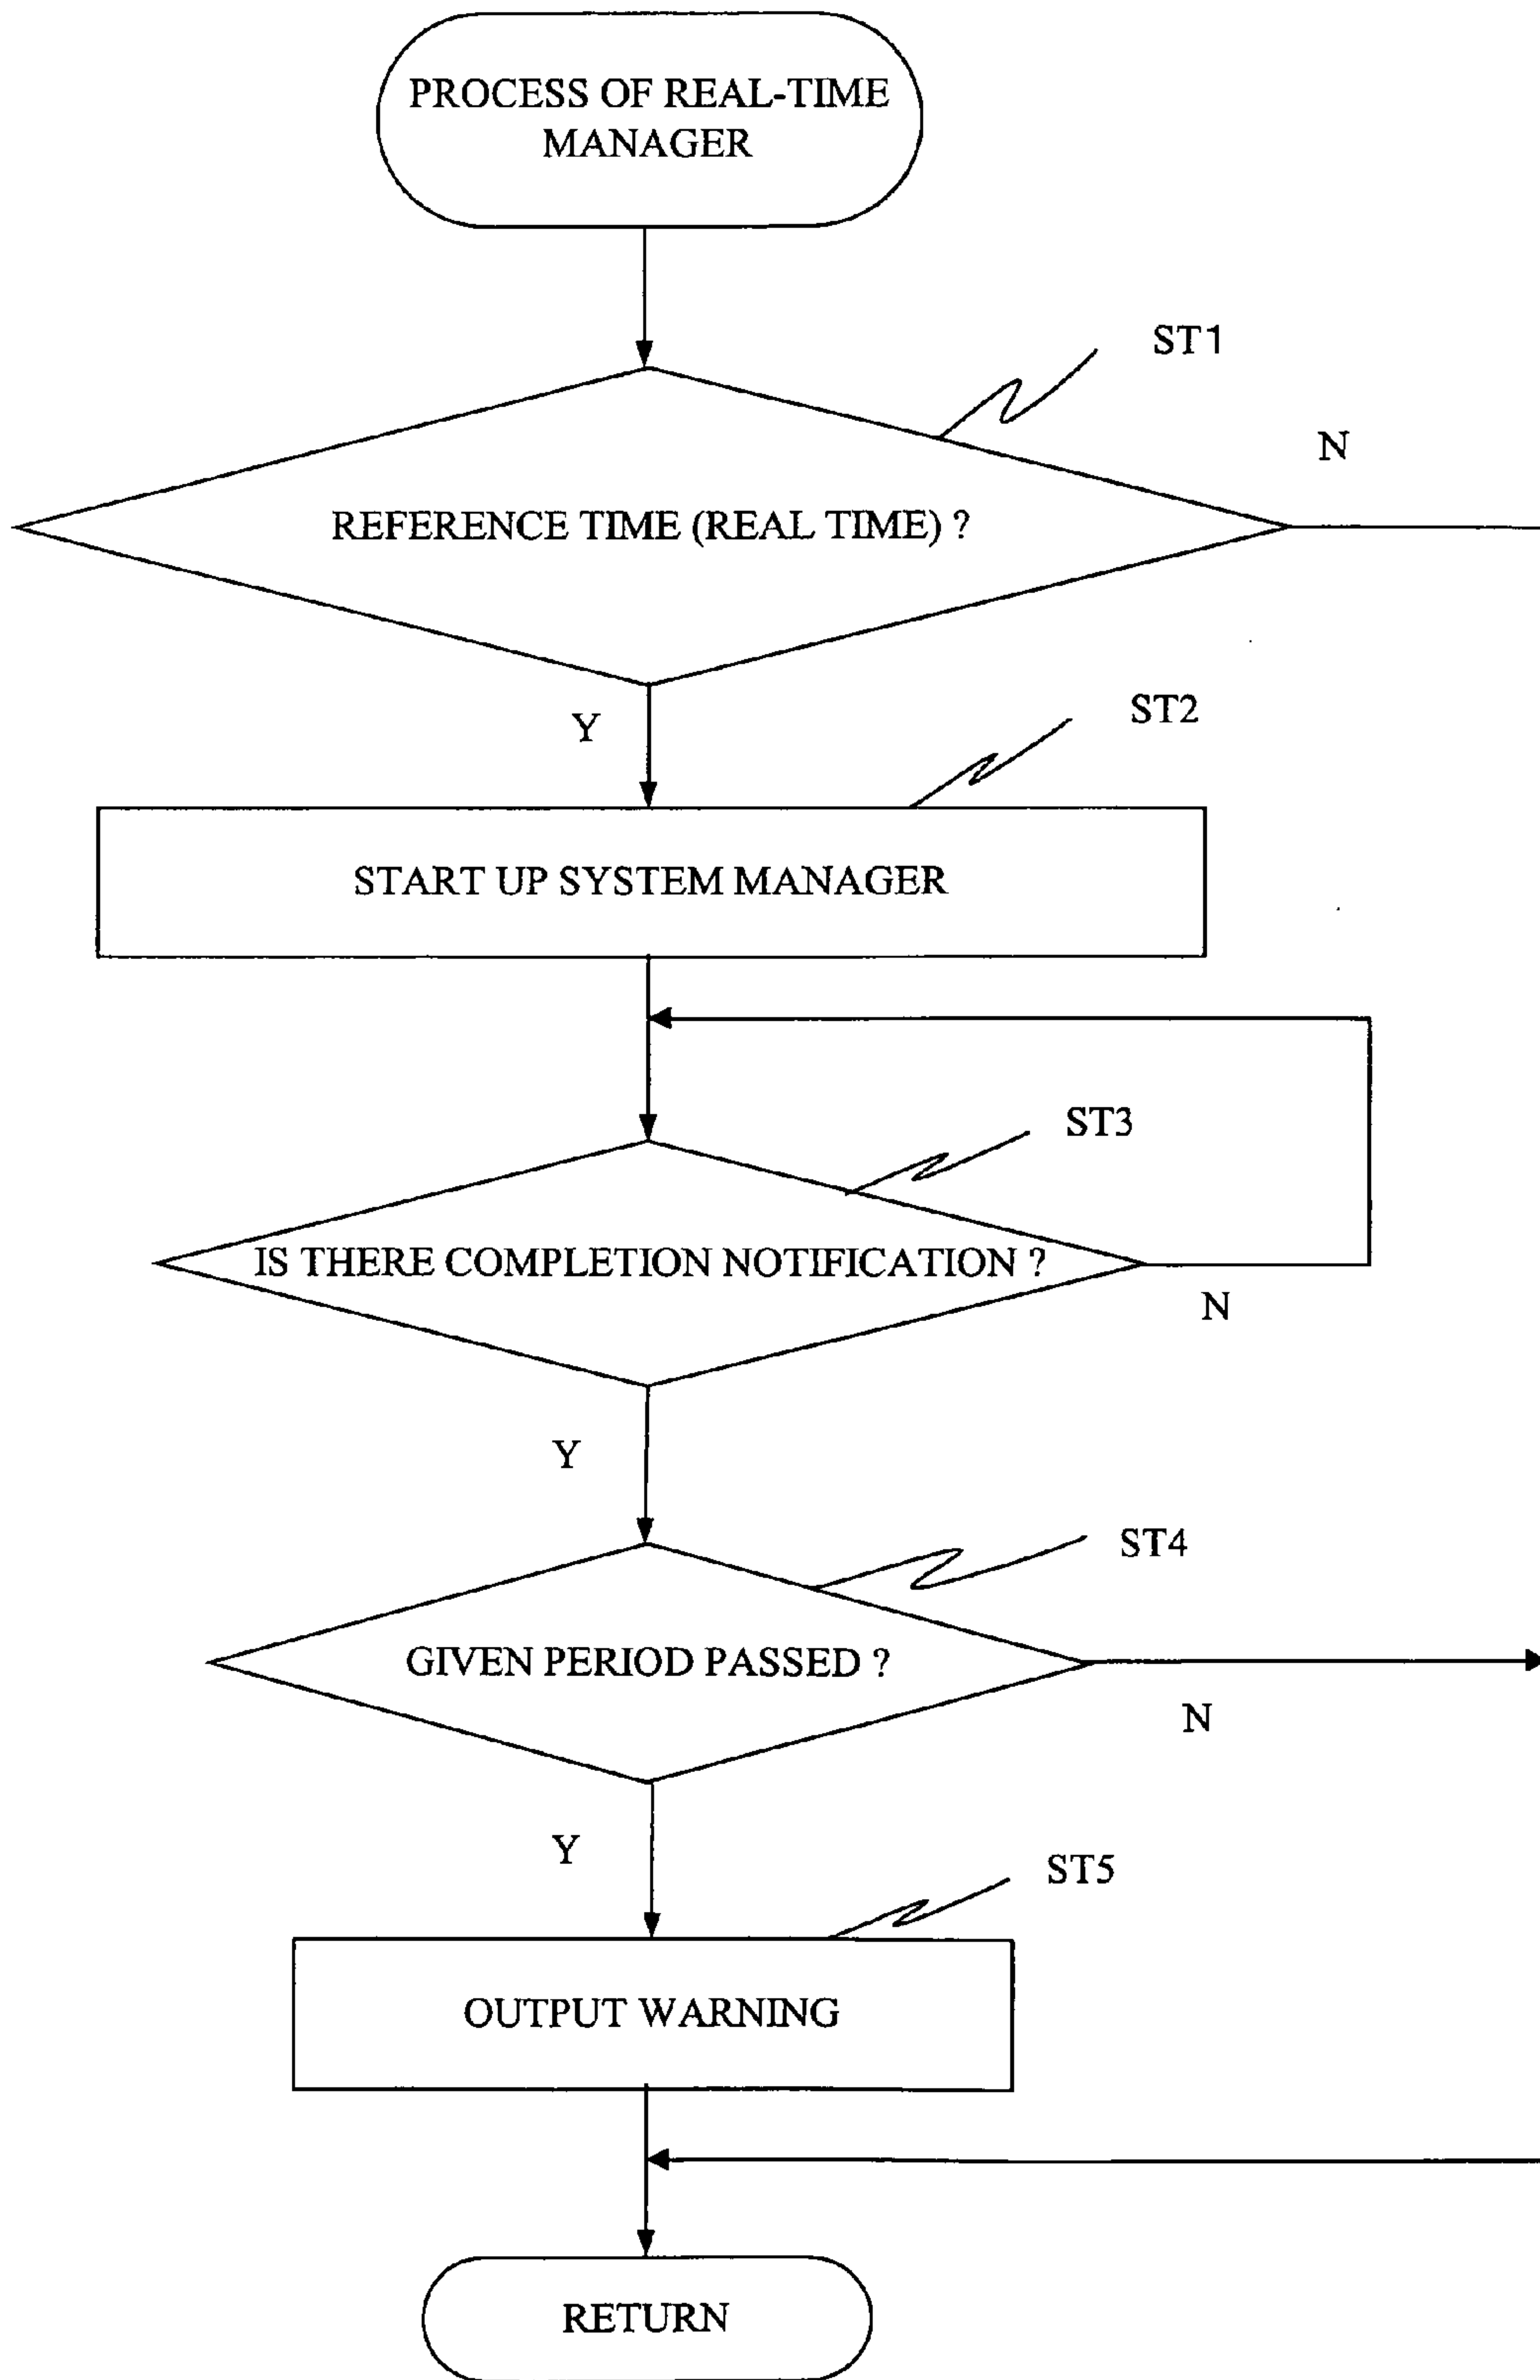 PROCESS OF REAL-TIME
MANAGER
ST1
N
REFERENCE TIME (REAL TIME) ?
Y
ST2
START UP SYSTEM MANAGER
ST3
IS THERE COMPLETION NOTIFICATION ?
N
Y
ST4
GIVEN PERIOD PASSED ?
N
Y
ST5
OUTPUT WARNING
RETURN